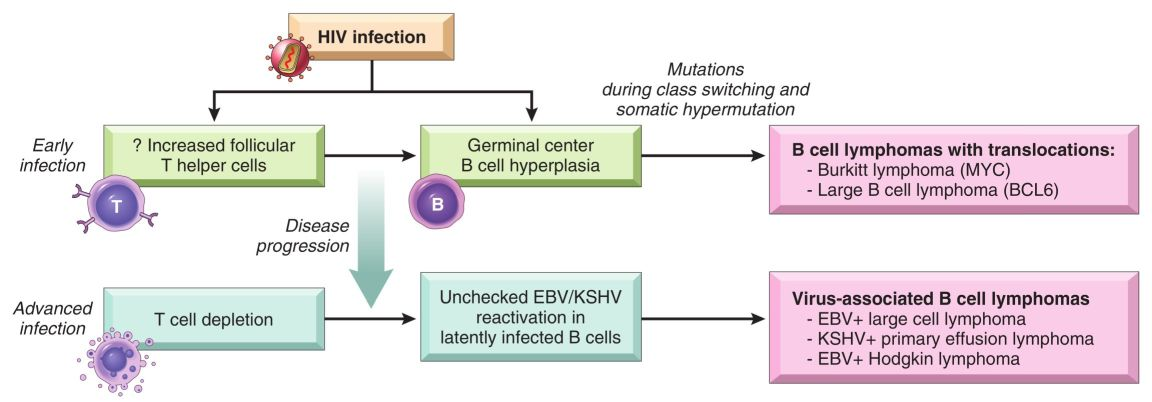 HIV infection
Mutations
during class switching and
somatic hypermutation
Early
infection
? Increased follicular
T helper cells
T
Germinal center
B cell hyperplasia
B
B cell lymphomas with translocations:
- Burkitt lymphoma (MYC)
- Large B cell lymphoma (BCL6)
Disease
progression
Advanced
infection
T cell depletion
Unchecked EBV/KSHV
reactivation in
latently infected B cells
Virus-associated B cell lymphomas
- EBV+ large cell lymphoma
- KSHV+ primary effusion lymphoma
- EBV+ Hodgkin lymphoma